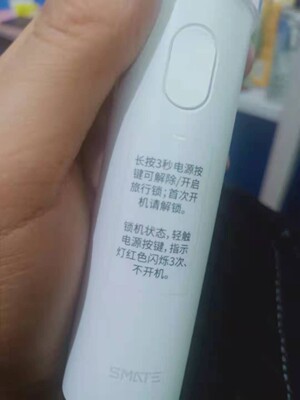 长按3秒电源按
键可解除/开启
旅行锁；首次开
机请解锁。
锁机状态，轻触
电源按键，指示
灯红色闪烁3次、
不开机。
SMATE